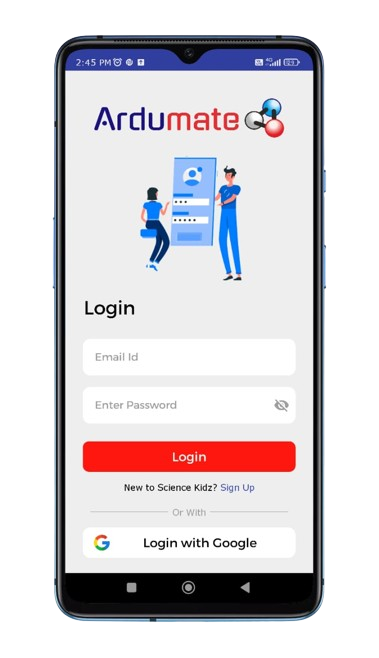 2:45 PM
Ardumate
Login
Email Id
Enter Password
Login
New to Science Kidz? Sign Up
Or With
Login with Google